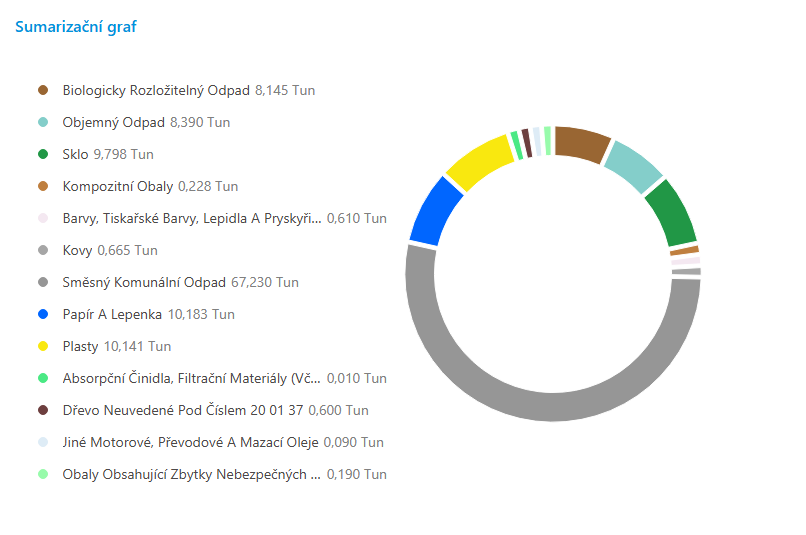 Sumarizační graf
Biologicky Rozložitelný Odpad 8,145 Tun
Objemný Odpad 8,390 Tun
Sklo 9,798 Tun
Kompozitní Obaly 0,228 Tun
Barvy, Tiskařské Barvy, Lepidla A Pryskyři... 0,610 Tun
Kovy 0,665 Tun
Směsný Komunální Odpad 67,230 Tun
Papír A Lepenka 10,183 Tun
Plasty 10,141 Tun
Absorpční Činidla, Filtrační Materiály (Vč... 0,010 Tun
Dřevo Neuvedené Pod Číslem 20 01 37 0,600 Tun
Jiné Motorové, Převodové A Mazací Oleje 0,090 Tun
Obaly Obsahující Zbytky Nebezpečných ... 0,190 Tun